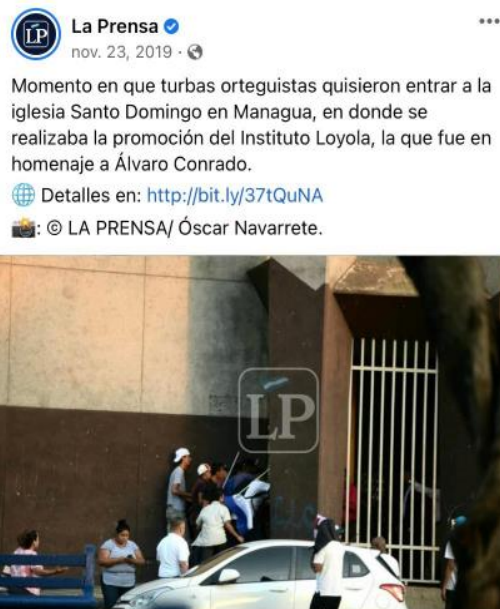 La Prensa
nov. 23, 2019 ·
Momento en que turbas orteguistas quisieron entrar a la
iglesia Santo Domingo en Managua, en donde se
realizaba la promoción del Instituto Loyola, la que fue en
homenaje a Álvaro Conrado.
Detalles en: http://bit.ly/37tQuNA
: © LA PRENSA/ Óscar Navarrete.
LP
LP